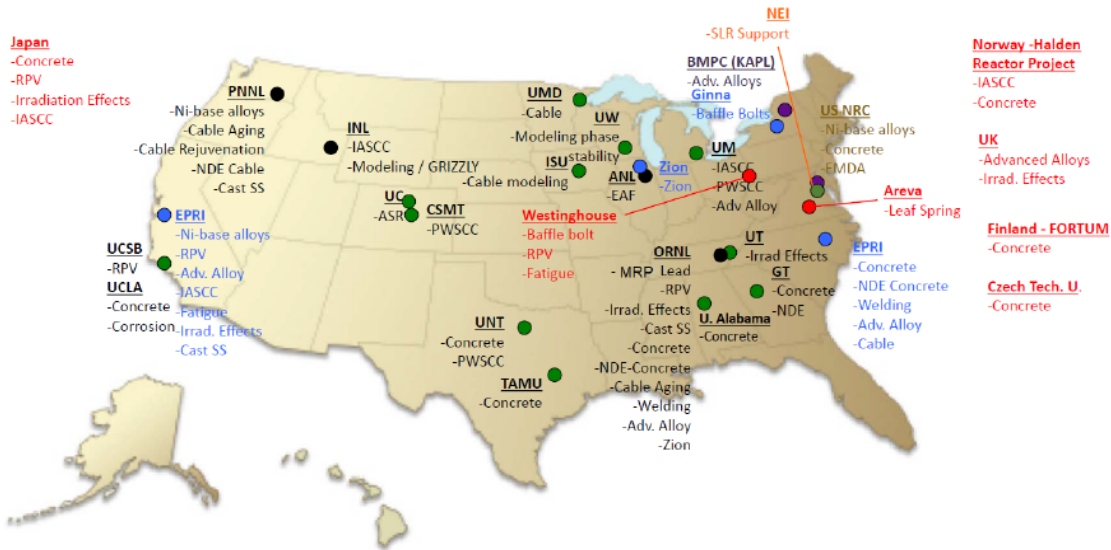 Japan
-Concrete
-RPV
-Irradiation Effects
-IASCC
PNNL
-Ni-base alloys
-Cable Aging
-Cable Rejuvenation
-NDE Cable
-Cast SS
INL
-IASCC
-Modeling / GRIZZLY
UC
-ASR
CSMT
-PWSCC
EPRI
-Ni-base alloys
-RPV
-Adv. Alloy
-IASCC
-Fatigue
-Irrad. Effects
-Cast SS
UCSB
-RPV
UCLA
-Concrete
-Corrosion
UMD
-Cable
UW
-Modeling phase
stability
ISU
-Cable modeling
ANL
-EAF
Zion
-Zion
UM
-IASCC
-PWSCC
-Adv Alloy
Westinghouse
-Baffle bolt
-RPV
-Fatigue
NEI
-SLR Support
BMPC (KAPL)
-Adv. Alloys
Ginna
-Baffle Bolts
US NRC
-Ni-base alloys
-Concrete
-EMDA
Areva
-Leaf Spring
ORNL
- MRP Lead
-RPV
-Irrad. Effects
-Cast SS
-Concrete
-NDE-Concrete
-Cable Aging
-Welding
-Adv. Alloy
-Zion
UT
-Irrad Effects
GT
-Concrete
-NDE
U. Alabama
-Concrete
UNT
-Concrete
-PWSCC
TAMU
-Concrete
EPRI
-Concrete
-NDE Concrete
-Welding
-Adv. Alloy
-Cable
Norway -Halden
Reactor Project
-IASCC
-Concrete
UK
-Advanced Alloys
-Irrad. Effects
Finland - FORTUM
-Concrete
Czech Tech. U.
-Concrete